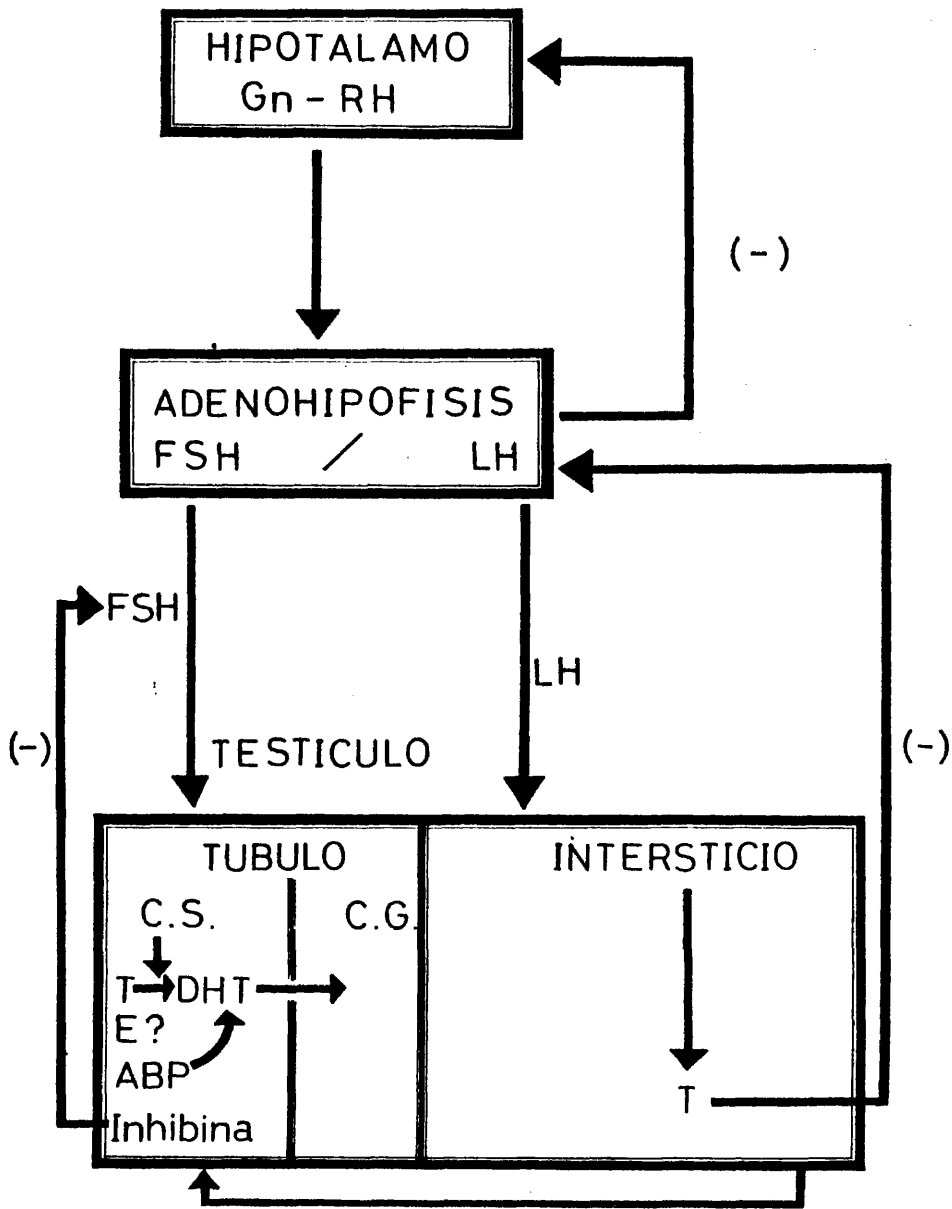 HIPOTALAMO
Gn - RH
(-)
ADENOHIPOFISIS
FSH / LH
FSH
LH
(-)
(-)
TESTICULO
TUBULO
INTERSTICIO
C.S.
C.G.
T DHT
E?
ABP
T
Inhibina